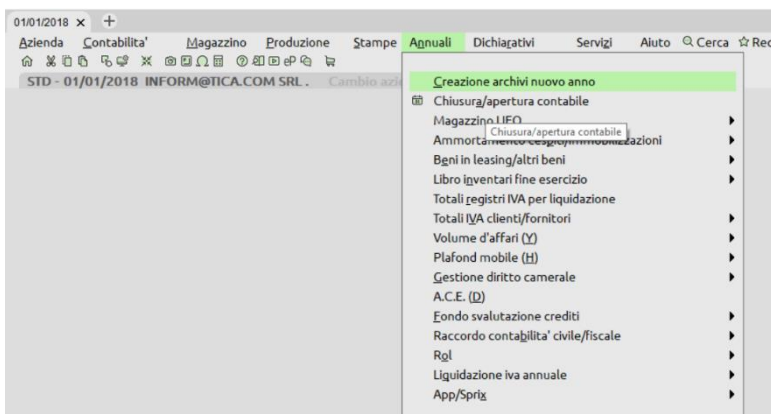 01/01/2018 × +
Azienda Contabilita' Magazzino Produzione Stampe Annuali Dichiarativi Servizi Aiuto Cerca Rec
STD - 01/01/2018 INFORM@TICA.COM SRL . Cambio azi
Creazione archivi nuovo anno
Chiusura/apertura contabile
Magazzino LIFO
Chiusura/apertura contabile
Ammortamento cespiti/immobilizzazioni
Beni in leasing/altri beni
Libro inventari fine esercizio
Totali registri IVA per liquidazione
Totali IVA clienti/fornitori
Volume d'affari (Y)
Plafond mobile (H)
Gestione diritto camerale
A.C.E. (D)
Fondo svalutazione crediti
Raccordo contabilita' civile/fiscale
Rol
Liquidazione iva annuale
App/Sprix